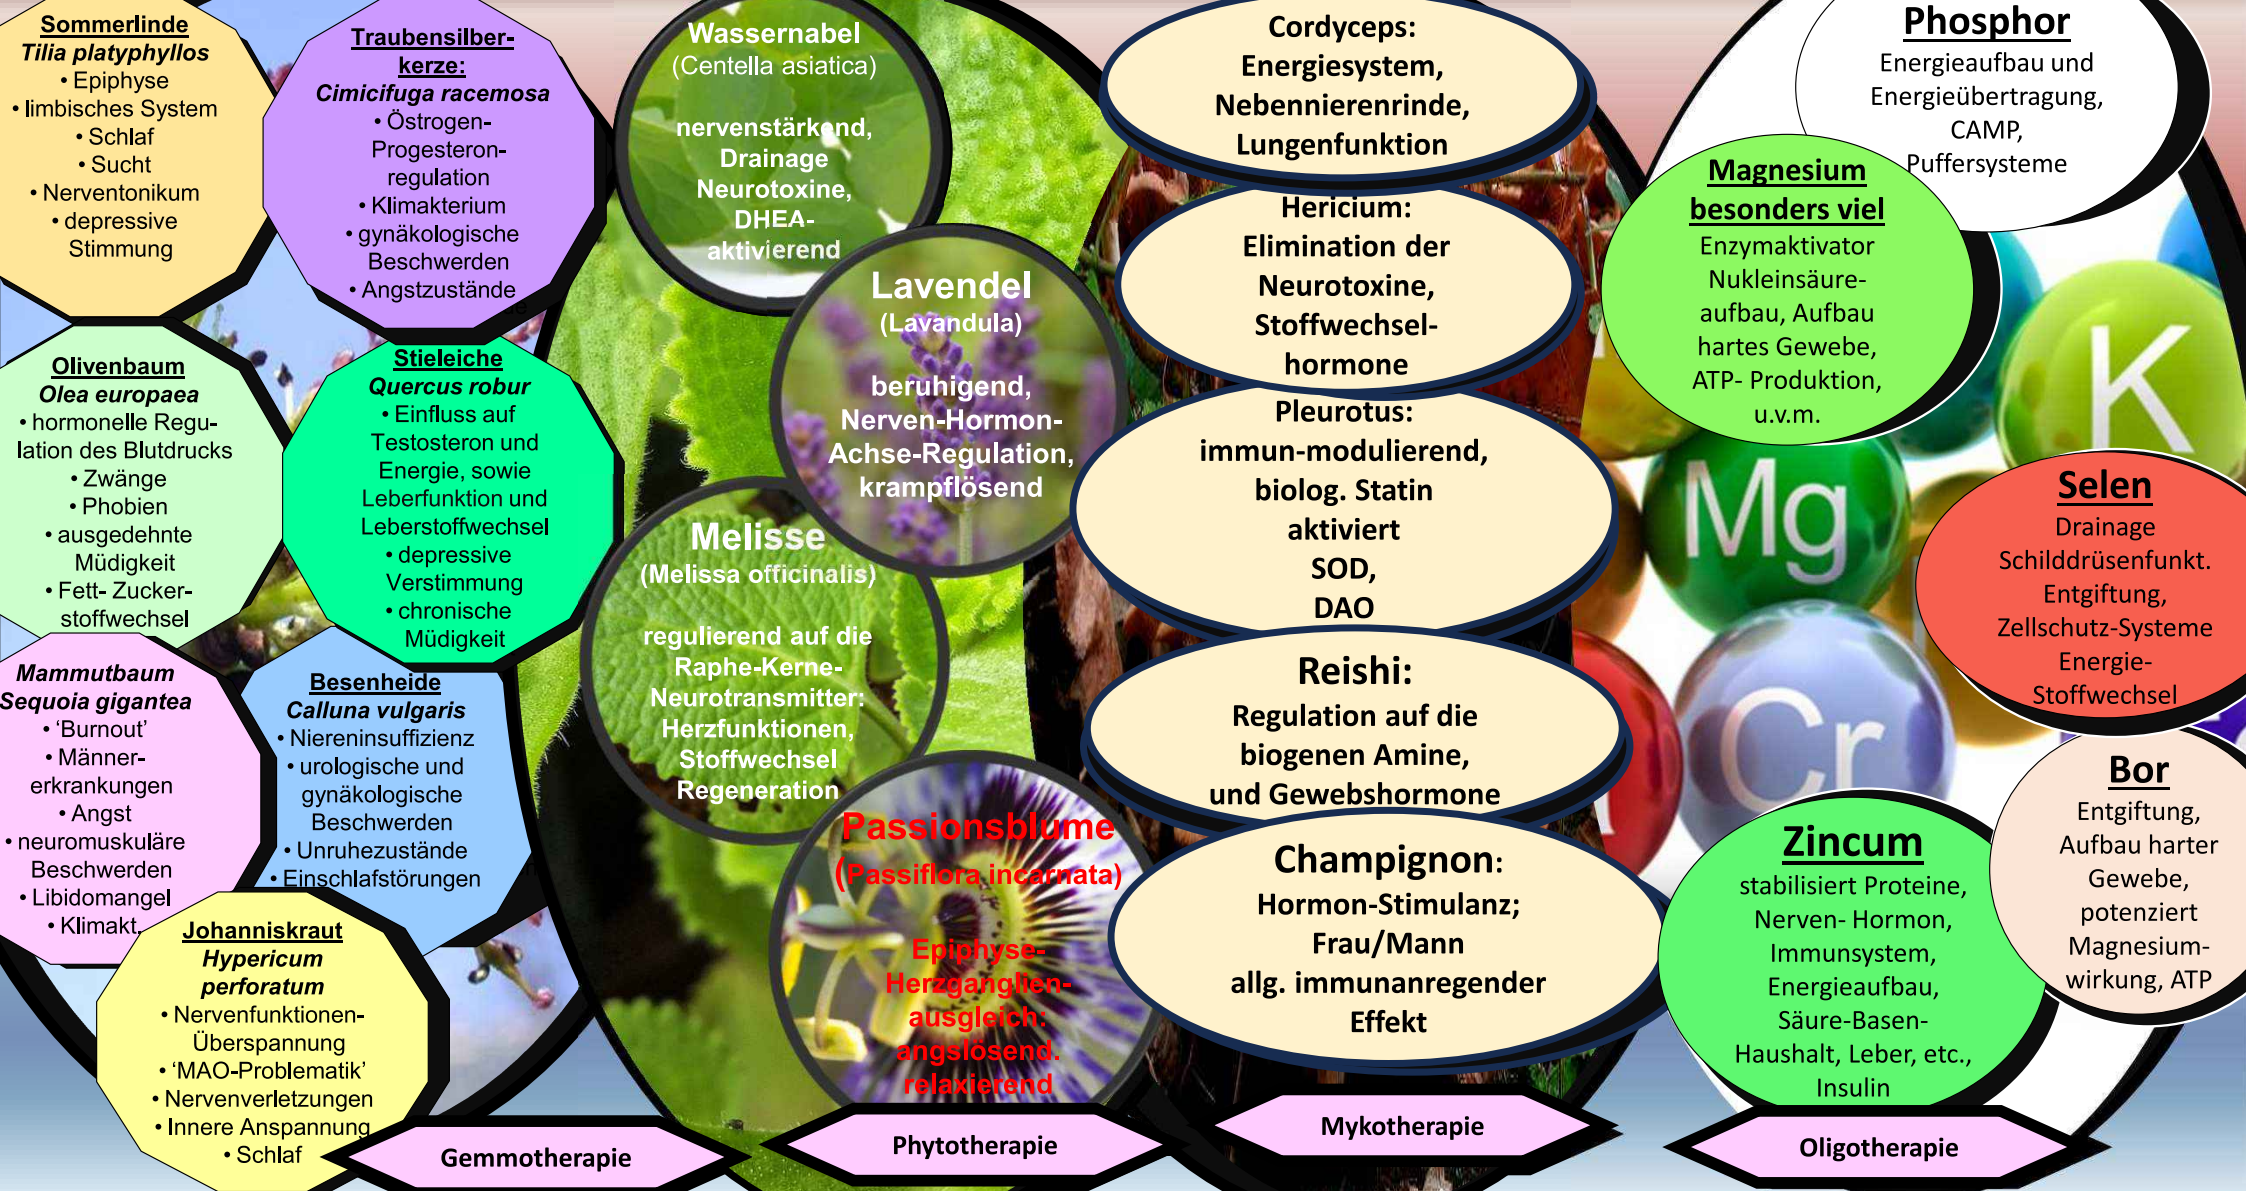 Sommerlinde
Tilia platyphyllos
• Epiphyse
• limbisches System
• Schlaf
• Sucht
• Nerventonikum
• depressive
Stimmung
Traubensilber-
kerze:
Cimicifuga racemosa
• Östrogen-
Progesteron-
regulation
• Klimakterium
• gynäkologische
Beschwerden
• Angstzustände
Olivenbaum
Olea europaea
• hormonelle Regu-
lation des Blutdrucks
• Zwänge
• Phobien
• ausgedehnte
Müdigkeit
• Fett- Zucker-
stoffwechsel
Stieleiche
Quercus robur
• Einfluss auf
Testosteron und
Energie, sowie
Leberfunktion und
Leberstoffwechsel
• depressive
Verstimmung
• chronische
Müdigkeit
Mammutbaum
Sequoia gigantea
• ‘Burnout’
• Männer-
erkrankungen
• Angst
• neuromuskuläre
Beschwerden
• Libidomangel
• Klimakt.
Besenheide
Calluna vulgaris
• Niereninsuffizienz
• urologische und
gynäkologische
Beschwerden
• Unruhezustände
• Einschlafstörungen
Johanniskraut
Hypericum
perforatum
• Nervenfunktionen-
Überspannung
• ‘MAO-Problematik’
• Nervenverletzungen
• Innere Anspannung
• Schlaf
Gemmotherapie
Wassernabel
(Centella asiatica)
nervenstärkend,
Drainage
Neurotoxine,
DHEA-
aktivierend
Lavendel
(Lavandula)
beruhigend,
Nerven-Hormon-
Achse-Regulation,
krampflösend
Melisse
(Melissa officinalis)
regulierend auf die
Raphe-Kerne-
Neurotransmitter:
Herzfunktionen,
Stoffwechsel
Regeneration
Passionsblume
(Passiflora incarnata)
Epiphyse-
Herzganglien-
ausgleich:
angslösend.
relaxierend
Phytotherapie
Cordyceps:
Energiesystem,
Nebennierenrinde,
Lungenfunktion
Hericium:
Elimination der
Neurotoxine,
Stoffwechsel-
hormone
Pleurotus:
immun-modulierend,
biolog. Statin
aktiviert
SOD,
DAO
Reishi:
Regulation auf die
biogenen Amine,
und Gewebshormone
Champignon:
Hormon-Stimulanz;
Frau/Mann
allg. immunanregender
Effekt
Mykotherapie
Phosphor
Energieaufbau und
Energieübertragung,
CAMP,
Puffersysteme
Magnesium
besonders viel
Enzymaktivator
Nukleinsäure-
aufbau, Aufbau
hartes Gewebe,
ATP- Produktion,
u.v.m.
K
Mg
Cr
Selen
Drainage
Schilddrüsenfunkt.
Entgiftung,
Zellschutz-Systeme
Energie-
Stoffwechsel
Bor
Entgiftung,
Aufbau harter
Gewebe,
potenziert
Magnesium-
wirkung, ATP
Zincum
stabilisiert Proteine,
Nerven- Hormon,
Immunsystem,
Energieaufbau,
Säure-Basen-
Haushalt, Leber, etc.,
Insulin
Oligotherapie